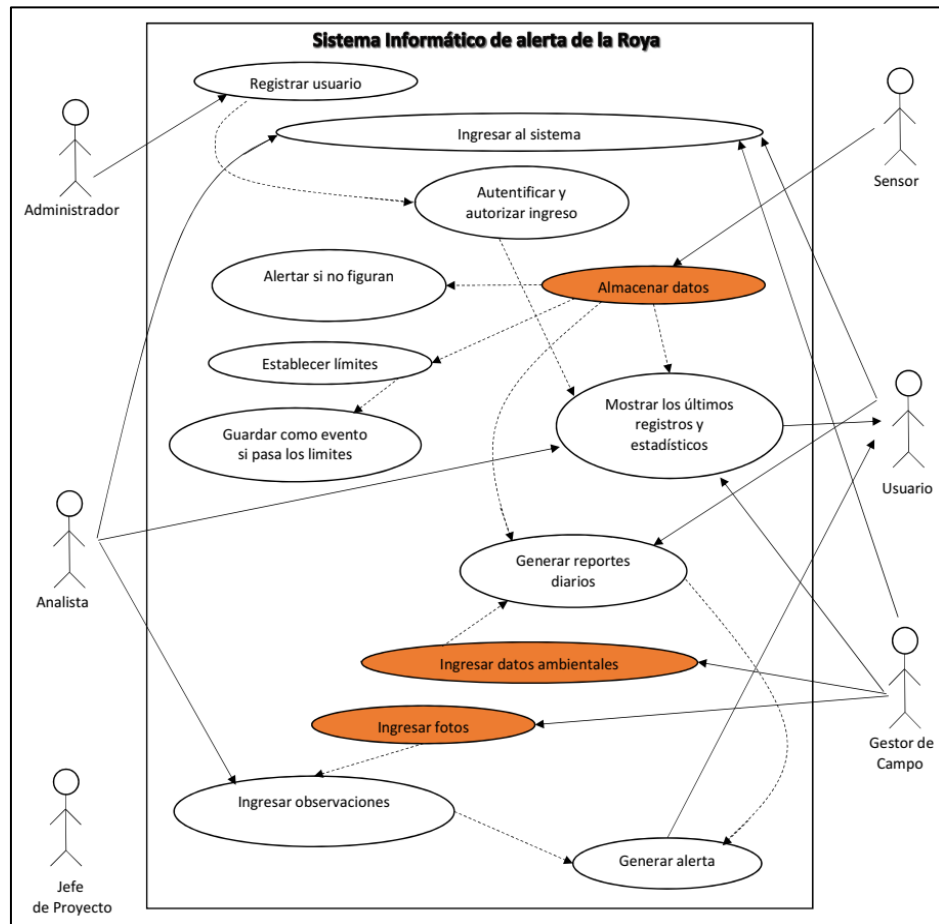 Sistema Informático de alerta de la Roya
Registrar usuario
Ingresar al sistema
Administrador
Sensor
Autentificar y
autorizar ingreso
Alertar si no figuran
Almacenar datos
Establecer límites
Mostrar los últimos
registros y
estadísticos
Guardar como evento
si pasa los limites
Usuario
Analista
Generar reportes
diarios
Ingresar datos ambientales
Ingresar fotos
Gestor de
Campo
Ingresar observaciones
Generar alerta
Jefe
de Proyecto